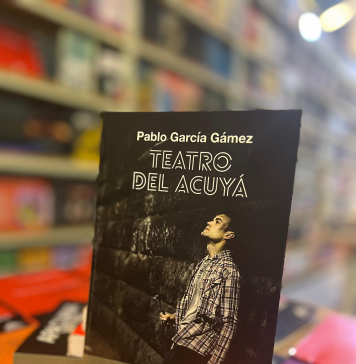 Pablo García Gámez
TEATRO
DEL ACUYÁ